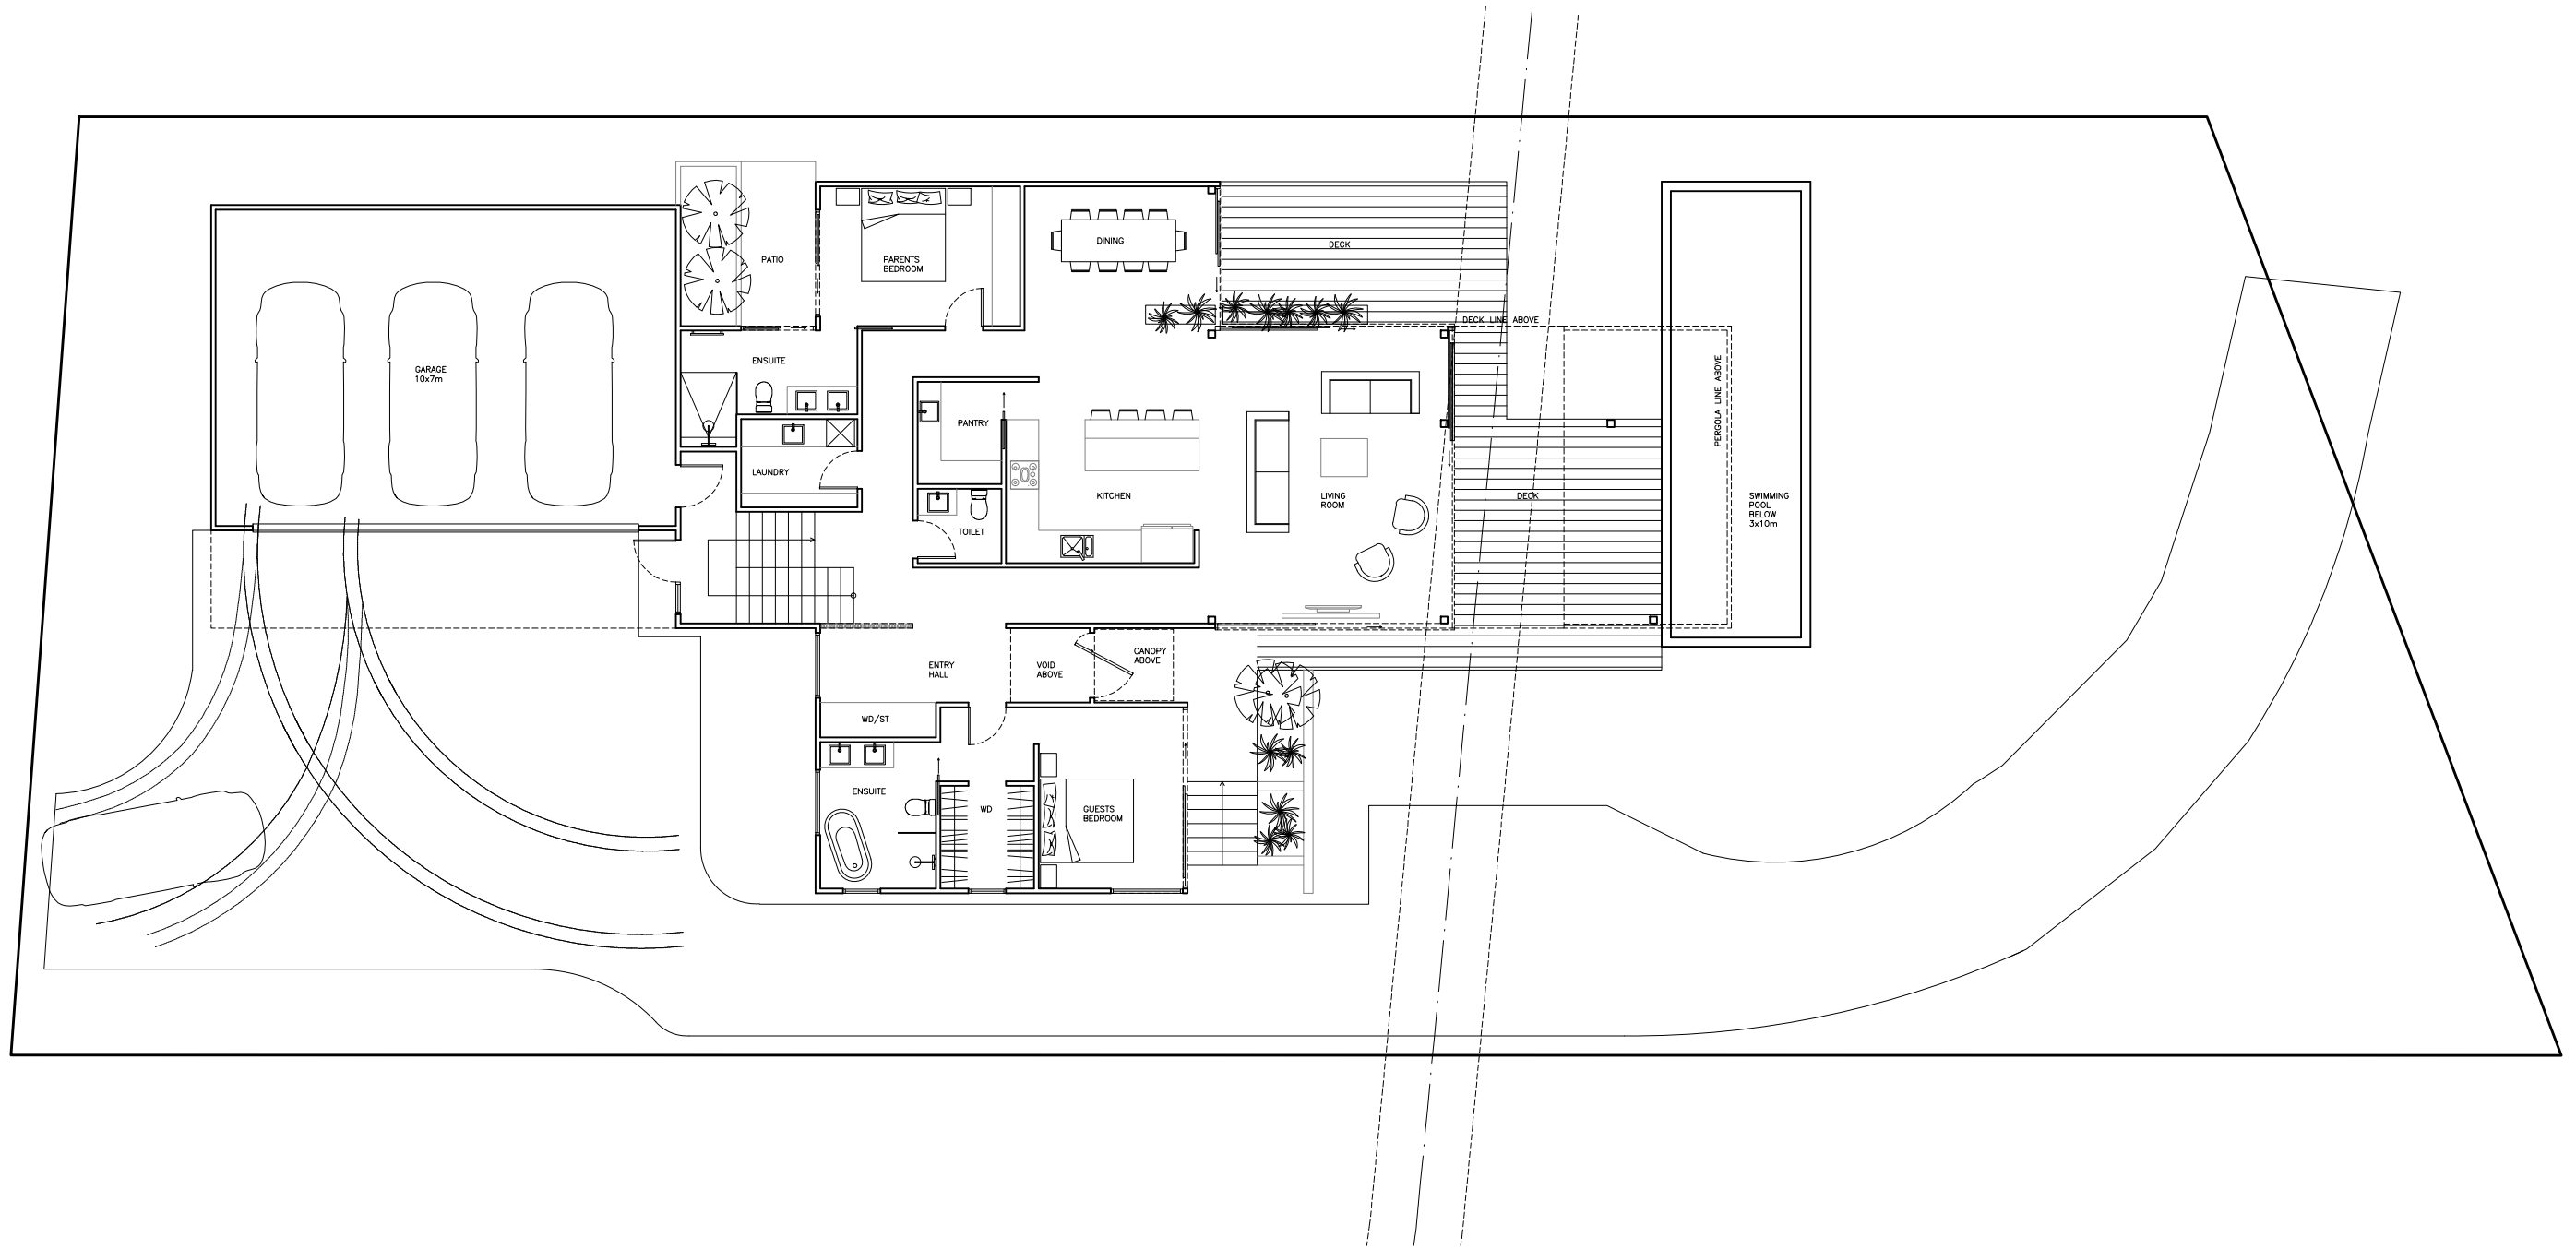 PATIO
PARENTS
BEDROOM
DINING
DECK
DECK LINE ABOVE
GARAGE
10x7m
ENSUITE
PANTRY
LAUNDRY
TOILET
KITCHEN
LIVING
ROOM
DECK
PERGOLA LINE ABOVE
SWIMMING
POOL
BELOW
3x10m
ENTRY
HALL
VOID
ABOVE
CANOPY
ABOVE
WD/ST
ENSUITE
WD
GUESTS
BEDROOM